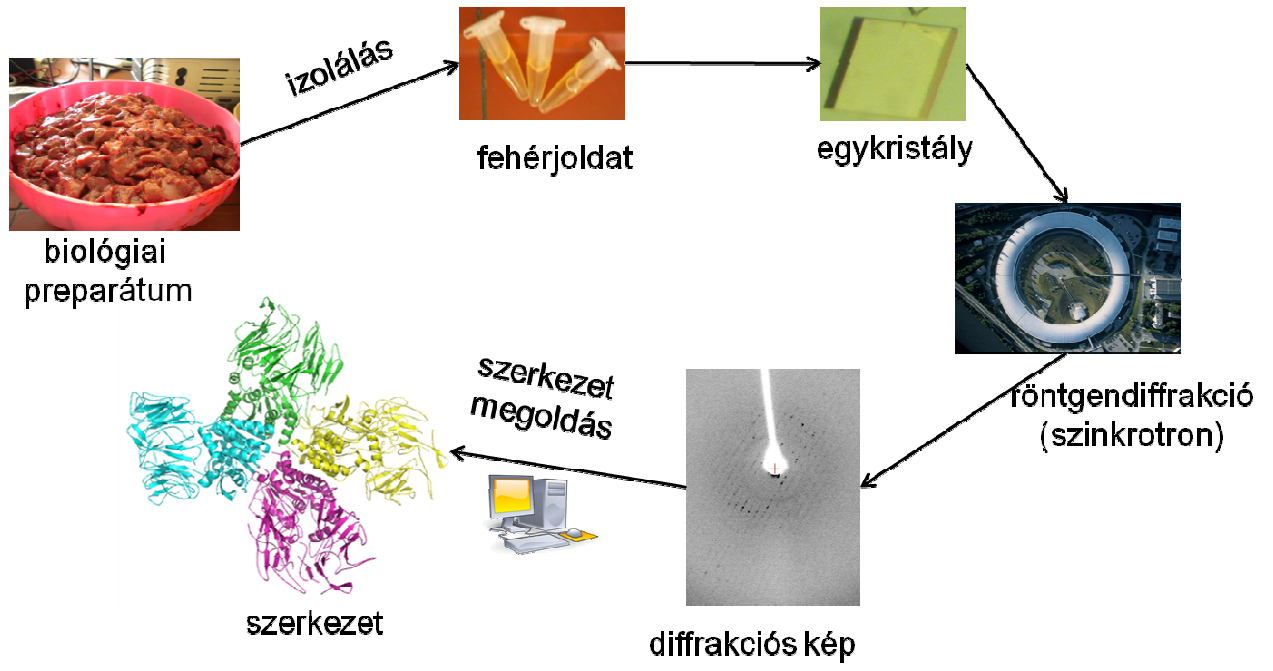 izolálás
fehérjoldat
egykristály
biológiai
preparátum
röntgendiffrakció
(szinkrotron)
szerkezet
megoldás
szerkezet
diffrakciós kép